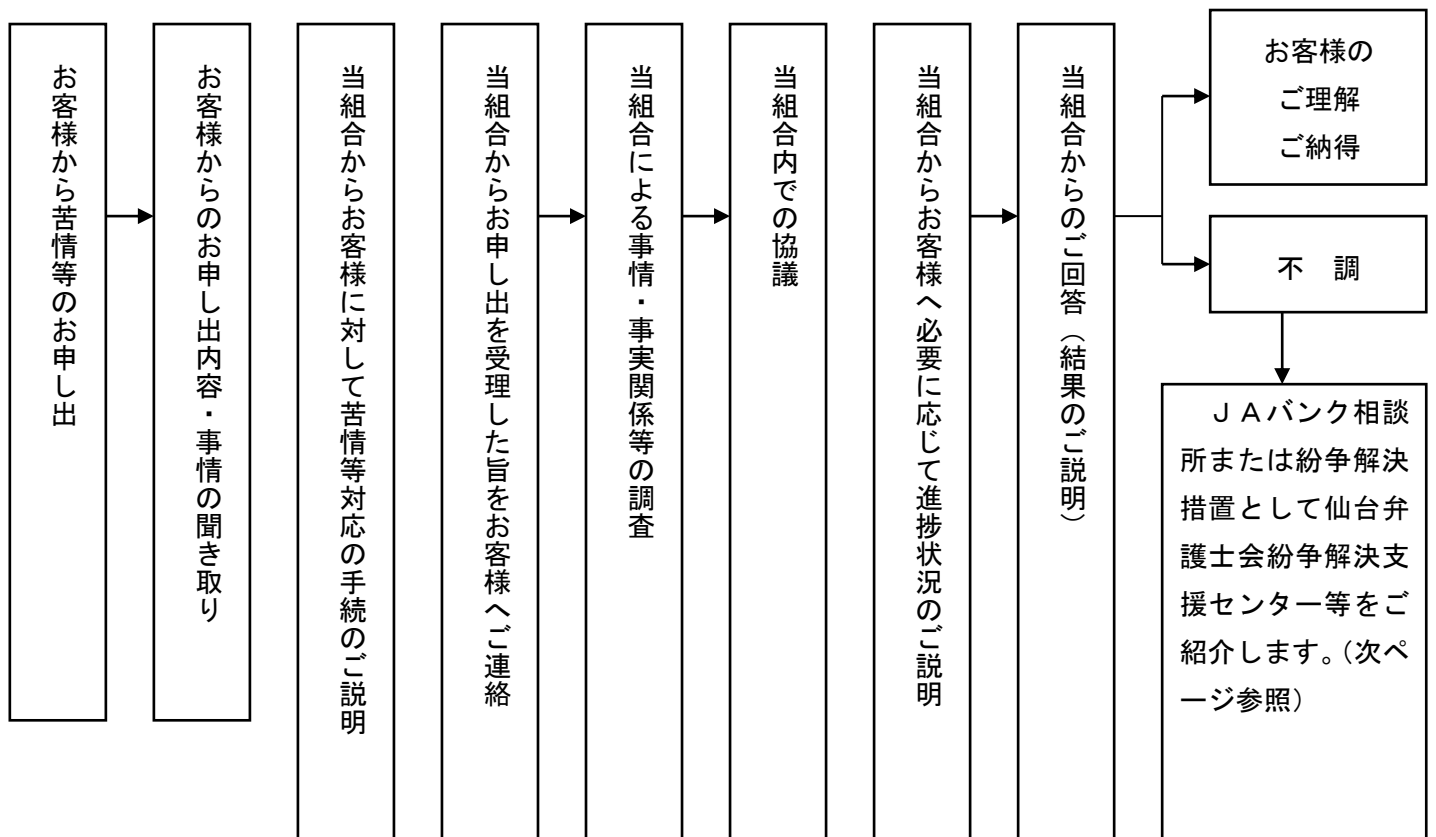 お客様から苦情等のお申し出
お客様からのお申し出内容・事情の聞き取り
当組合からお客様に対して苦情等対応の手続のご説明
当組合からお申し出を受理した旨をお客様へご連絡
当組合による事情・事実関係等の調査
当組合内での協議
当組合からお客様へ必要に応じて進捗状況のご説明
当組合からのご回答（結果のご説明）
お客様の
ご理解
ご納得
不　調
ＪＡバンク相談
所または紛争解決
措置として仙台弁
護士会紛争解決支
援センター等をご
紹介します。（次ペ
ージ参照）